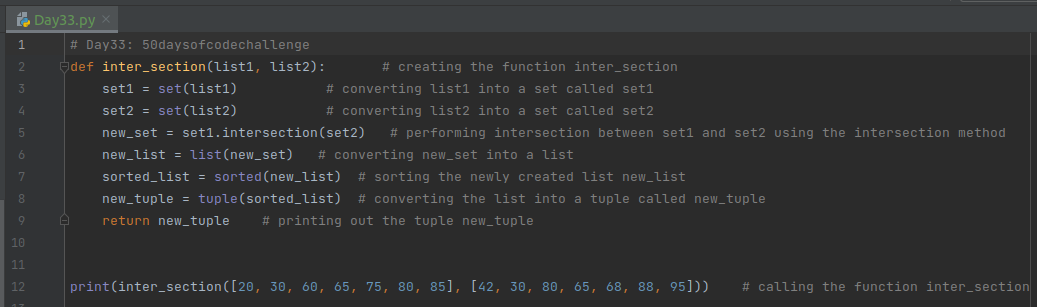 Day33.py
1 # Day33: 50daysofcodechallenge
2 def inter_section(list1, list2):       # creating the function inter_section
3     set1 = set(list1)           # converting list1 into a set called set1
4     set2 = set(list2)           # converting list2 into a set called set2
5     new_set = set1.intersection(set2)   # performing intersection between set1 and set2 using the intersection method
6     new_list = list(new_set)   # converting new_set into a list
7     sorted_list = sorted(new_list)  # sorting the newly created list new_list
8     new_tuple = tuple(sorted_list)  # converting the list into a tuple called new_tuple
9     return new_tuple    # printing out the tuple new_tuple
10
11
12 print(inter_section([20, 30, 60, 65, 75, 80, 85], [42, 30, 80, 65, 68, 88, 95]))    # calling the function inter_section